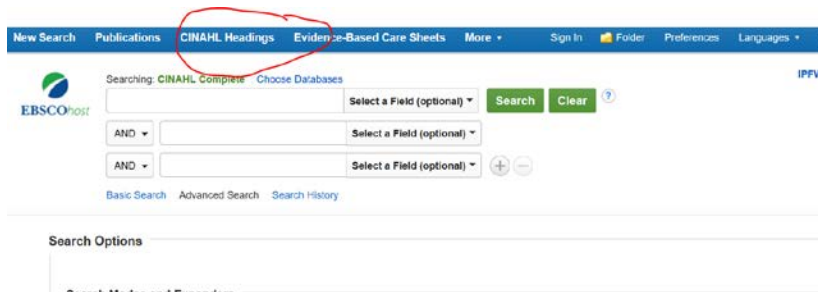 New Search Publications CINAHL Headings Evidence-Based Care Sheets More Sign In Folder Preferences Languages
Searching: CINAHL Complete Choose Databases
EBSCOhost
Select a Field (optional) Search Clear ?
AND Select a Field (optional)
AND Select a Field (optional)
Basic Search Advanced Search Search History
Search Options